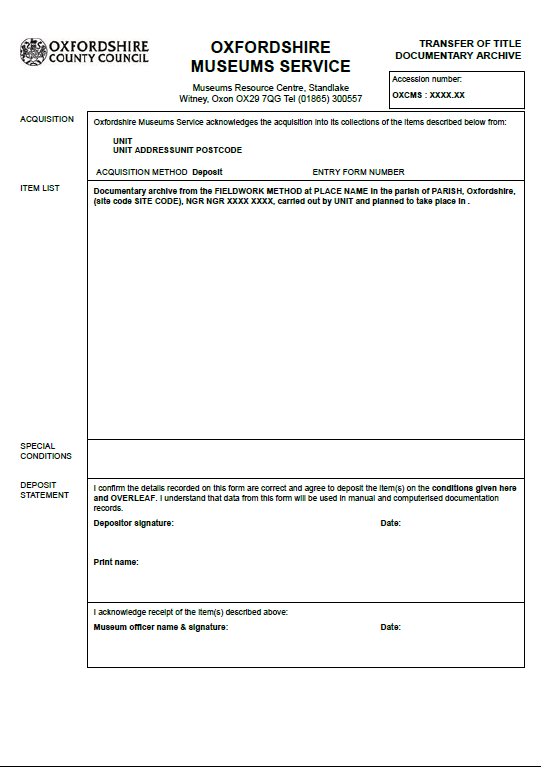 OXFORDSHIRE
COUNTY COUNCIL
OXFORDSHIRE
MUSEUMS SERVICE
Museums Resource Centre, Standlake
Witney, Oxon OX29 7QG Tel (01865) 300557
TRANSFER OF TITLE
DOCUMENTARY ARCHIVE
Accession number:
OXCMS : XXXX.XX
ACQUISITION
Oxfordshire Museums Service acknowledges the acquisition into its collections of the items described below from:
UNIT
UNIT ADDRESSUNIT POSTCODE
ACQUISITION METHOD Deposit ENTRY FORM NUMBER
ITEM LIST
Documentary archive from the FIELDWORK METHOD at PLACE NAME in the parish of PARISH, Oxfordshire,
(site code SITE CODE), NGR NGR XXXX XXXX, carried out by UNIT and planned to take place in .
SPECIAL
CONDITIONS
DEPOSIT
STATEMENT
I confirm the details recorded on this form are correct and agree to deposit the item(s) on the conditions given here
and OVERLEAF. I understand that data from this form will be used in manual and computerised documentation
records.
Depositor signature: Date:
Print name:
I acknowledge receipt of the item(s) described above:
Museum officer name & signature: Date: